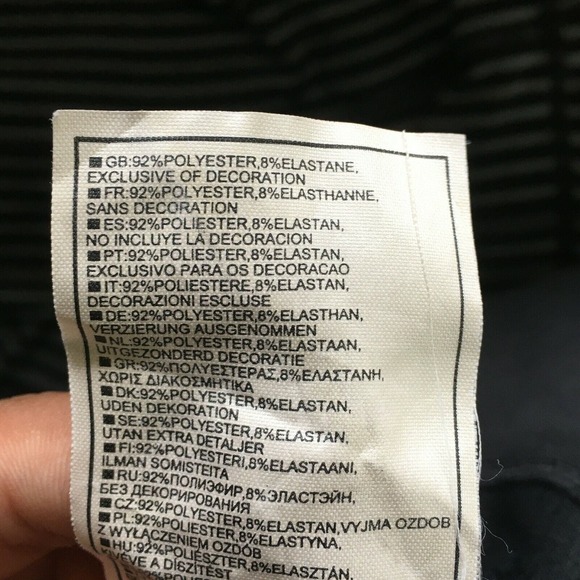 GB:92%POLYESTER,8%ELASTANE,
EXCLUSIVE OF DECORATION
FR:92%POLYESTER,8%ELASTHANNE,
SANS DECORATION
ES:92%POLIESTER,8%ELASTAN,
NO INCLUYE LA DECORACION
PT:92%POLIESTER,8%ELASTAN,
EXCLUSIVO PARA OS DECORACAO
IT:92%POLIESTERE,8%ELASTAN,
DECORAZIONI ESCLUSE
DE:92%POLYESTER,8%ELASTHAN,
VERZIERUNG AUSGENOMMEN
NL:92%POLYESTER,8%ELASTAAN,
UITGEZONDERD DECORATIE
GR:92%ΠΟΛΥΕΣΤΕΡΑΣ,8%ΕΛΑΣΤΑΝΗ,
ΧΩΡΙΣ ΔΙΑΚΟΣΜΗΤΙΚΑ
DK:92%POLYESTER,8%ELASTAN,
UDEN DEKORATION
SE:92%POLYESTER,8%ELASTAN,
UTAN EXTRA DETALJER
FI:92%POLYESTERI,8%ELASTAANI,
ILMAN SOMISTEITA
RU:92%ПОЛИЭФИР,8%ЭЛАСТЭЙН,
БЕЗ ДЕКОРИРОВАНИЯ
CZ:92%POLYESTER,8%ELASTAN,VYJMA OZDOB
PL:92%POLIESTER,8%ELASTYNA,
Z WYŁĄCZENIEM OZDÓB
HU:92%POLIÉSZTER,8%ELASZTÁN,
KIVÉVE A DÍSZÍTÉST